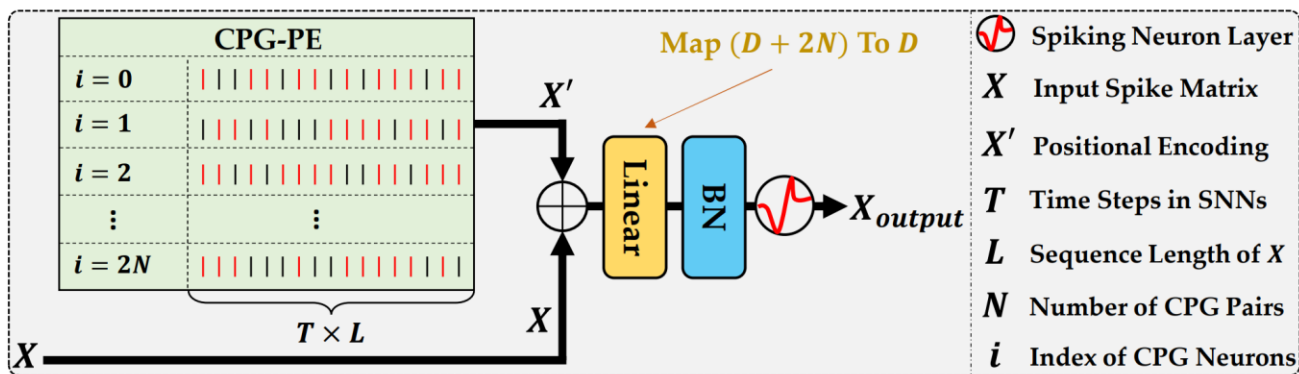 CPG-PE
i = 0
i = 1
i = 2
⋮ ⋮
i = 2N
T × L
X
X
X'
Map (D + 2N) To D
Linear
BN
X_output
Spiking Neuron Layer
X Input Spike Matrix
X' Positional Encoding
T Time Steps in SNNs
L Sequence Length of X
N Number of CPG Pairs
i Index of CPG Neurons